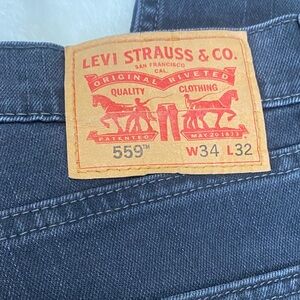 LEVI STRAUSS & CO.
SAN FRANCISCO
CAL.
ORIGINAL RIVETED
QUALITY CLOTHING
PATENTED MAY 20 1873
559™ W34 L32